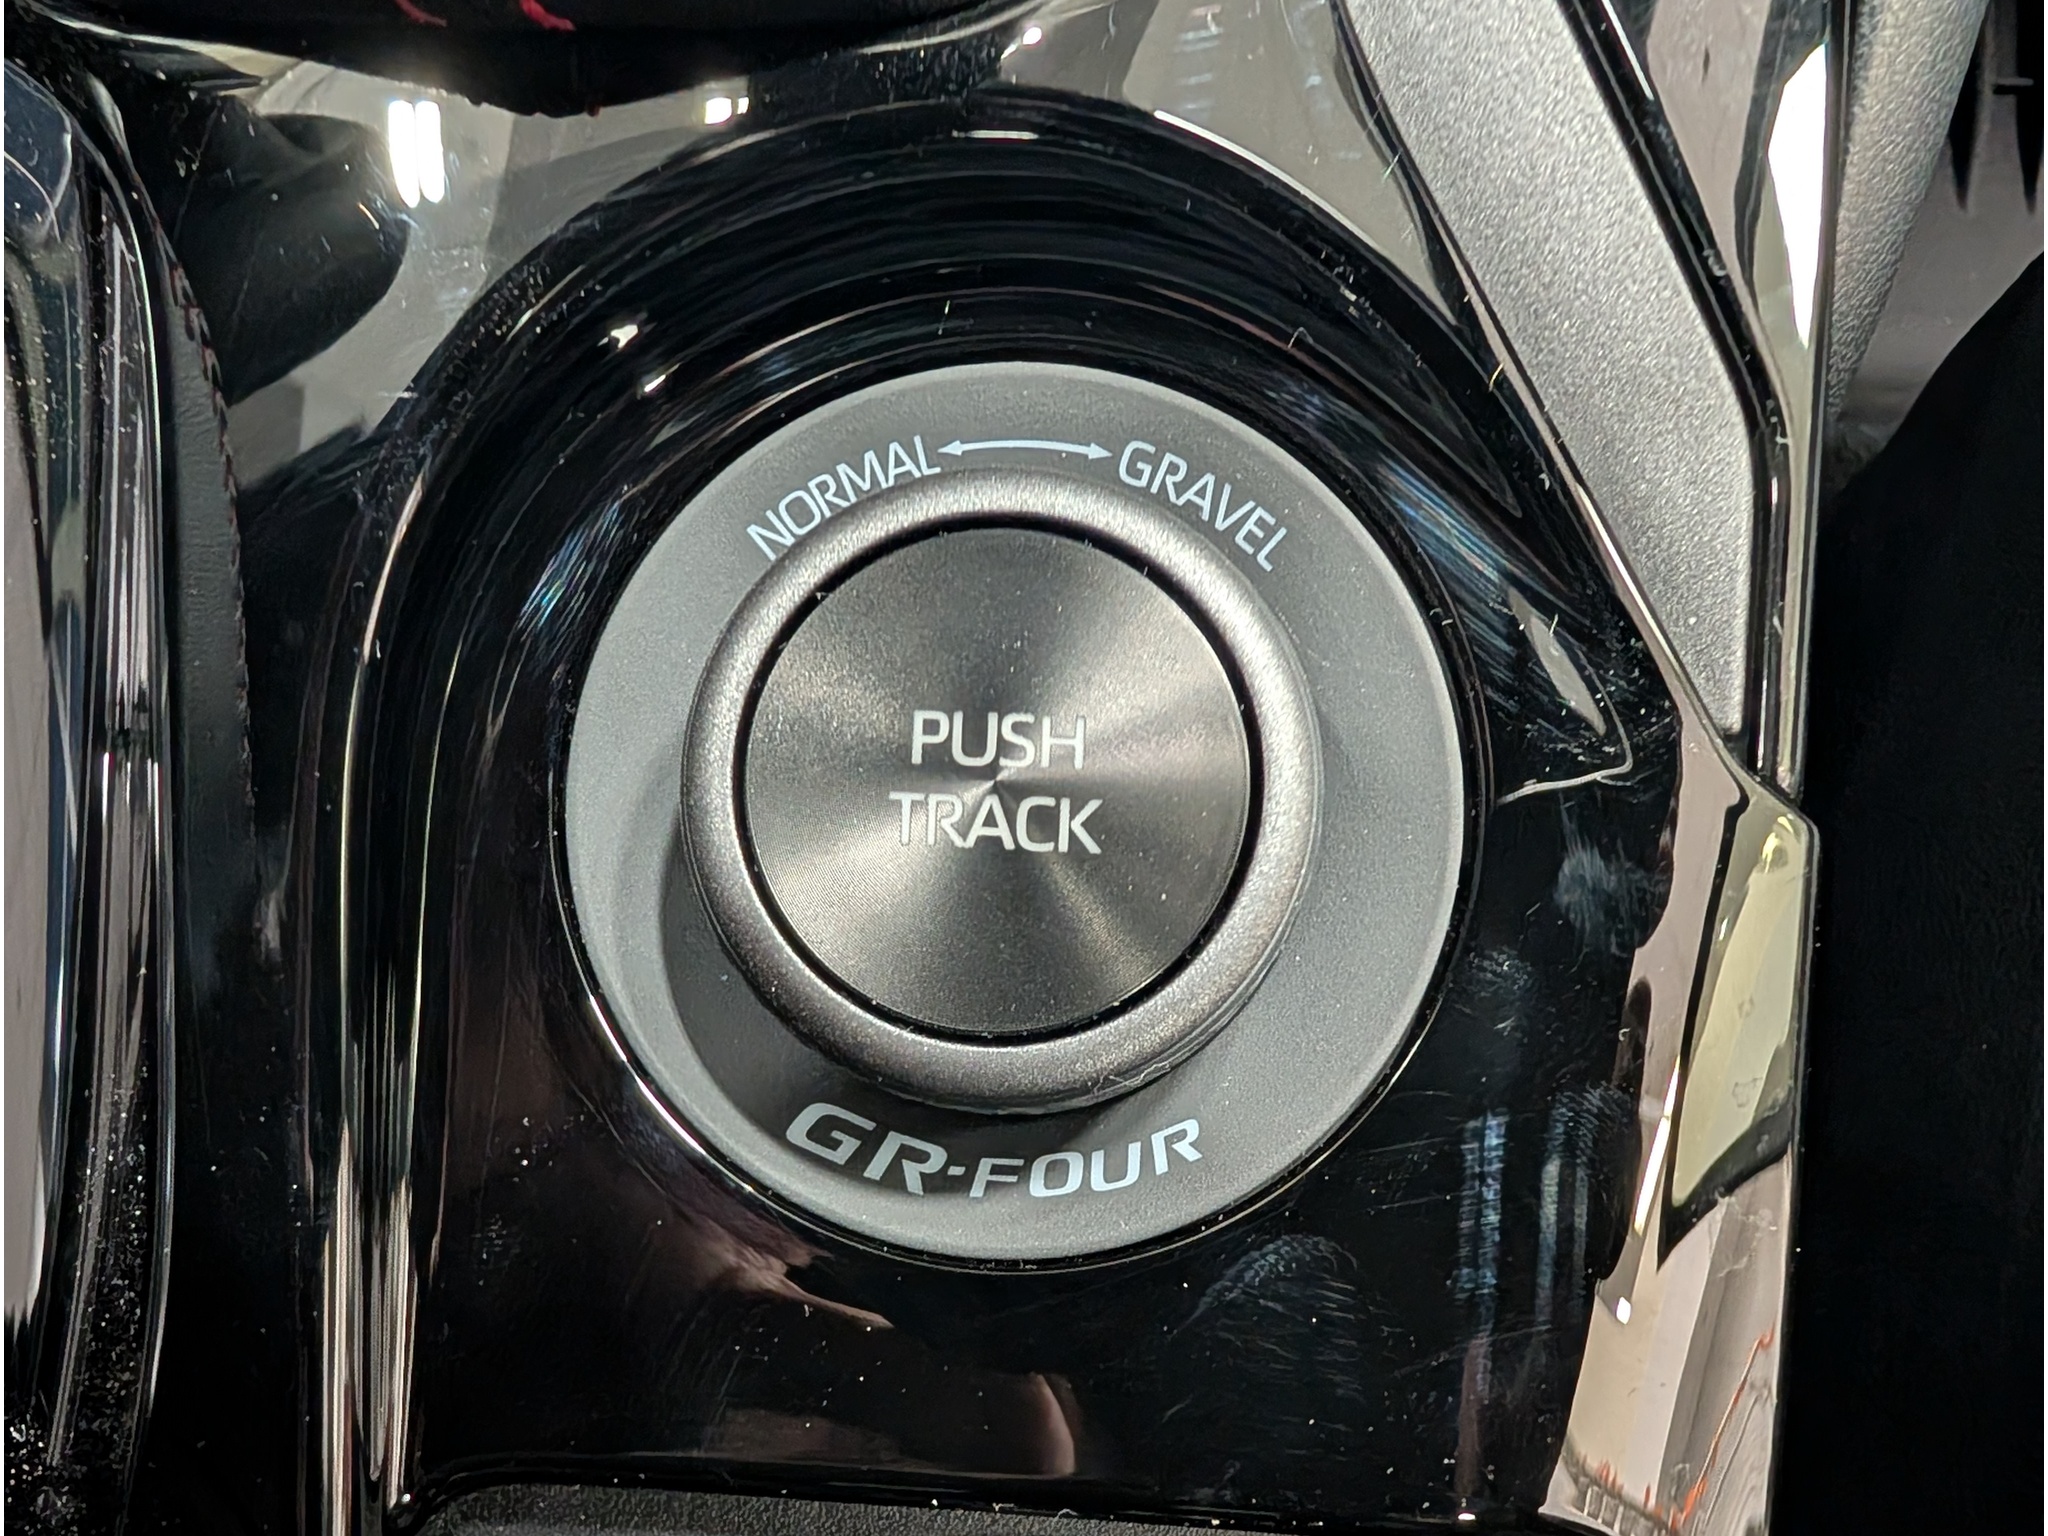 NORMAL ↔ GRAVEL
PUSH
TRACK
GR-FOUR